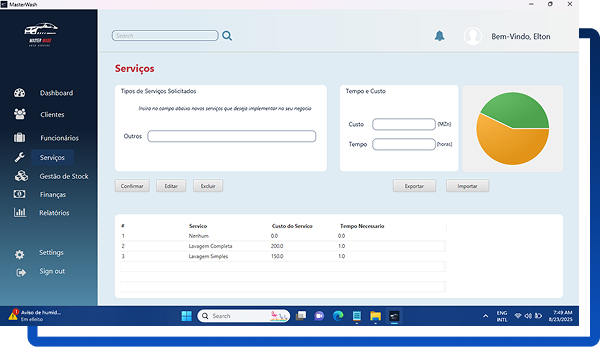 MasterWash
Search
Bem-Vindo, Elton
MASTER WASH
Serviços
Dashboard
Clientes
Funcionários
Serviços
Gestão de Stock
Finanças
Relatórios
Settings
Sign out
Tipos de Serviços Solicitados
Insira no campo abaixo novos serviços que deseja implementar no seu negocio
Outros
Tempo e Custo
Custo (MZn)
Tempo (horas)
Confirmar Editar Excluir Exportar Importar
# Servico Custo do Servico Tempo Necessario
1 Nenhum 0.0 0.0
2 Lavagem Completa 200.0 1.0
3 Lavagem Simples 150.0 1.0
Aviso de humid...
Em efeito
Search
ENG
INTL
7:49 AM
8/23/2025